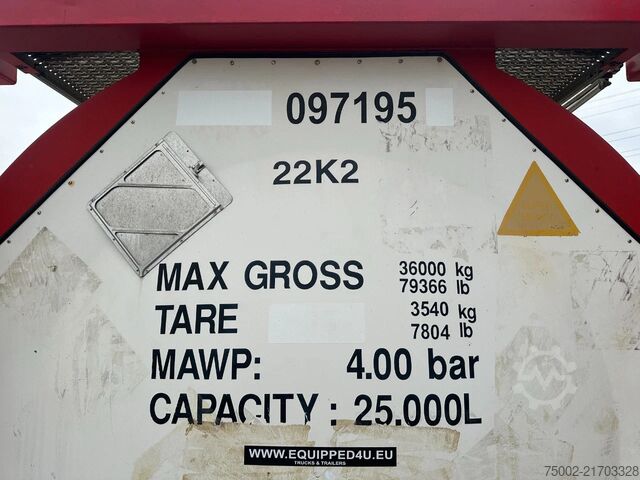 097195
22K2
MAX GROSS 36000 kg
79366 lb
TARE 3540 kg
7804 lb
MAWP: 4.00 bar
CAPACITY : 25.000L
WWW.EQUIPPED4U.EU
TRUCKS & TRAILERS
75002-21703328